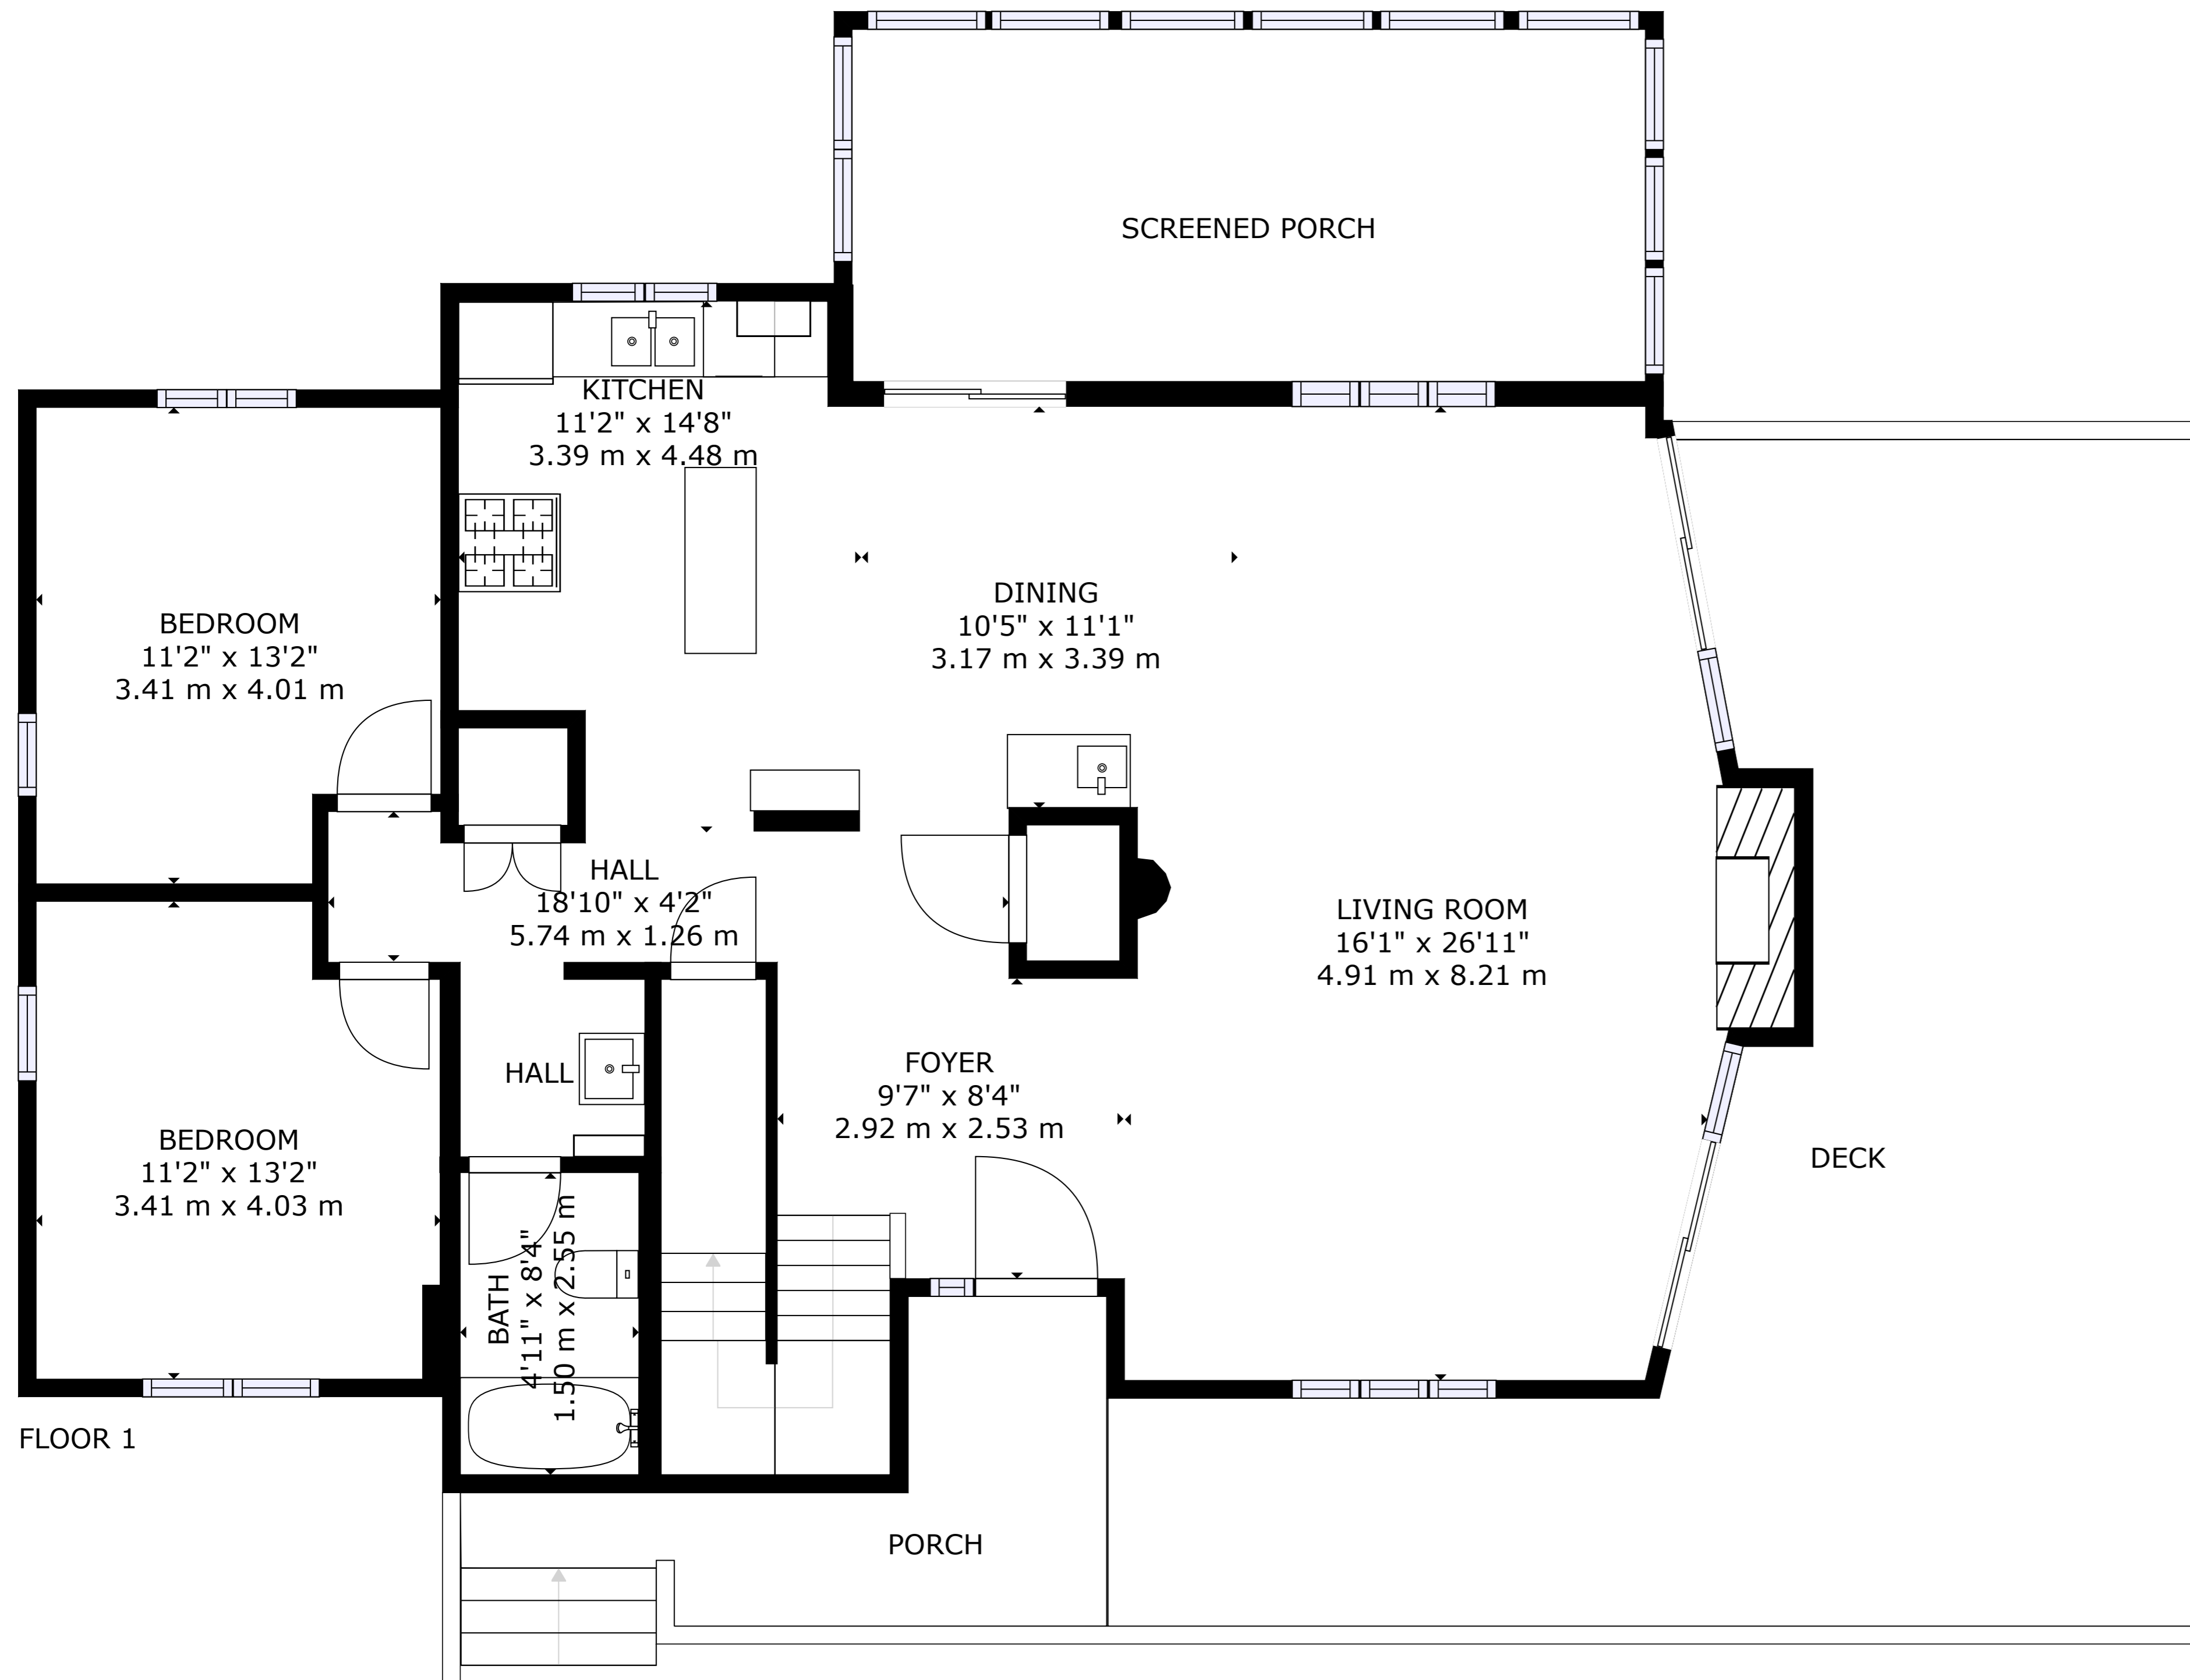 SCREENED PORCH
KITCHEN
11'2" x 14'8"
3.39 m x 4.48 m
DINING
10'5" x 11'1"
3.17 m x 3.39 m
BEDROOM
11'2" x 13'2"
3.41 m x 4.01 m
HALL
18'10" x 4'2"
5.74 m x 1.26 m
LIVING ROOM
16'1" x 26'11"
4.91 m x 8.21 m
HALL
FOYER
9'7" x 8'4"
2.92 m x 2.53 m
BEDROOM
11'2" x 13'2"
3.41 m x 4.03 m
DECK
BATH
4'11" x 8'4"
1.50 m x 2.55 m
FLOOR 1
PORCH